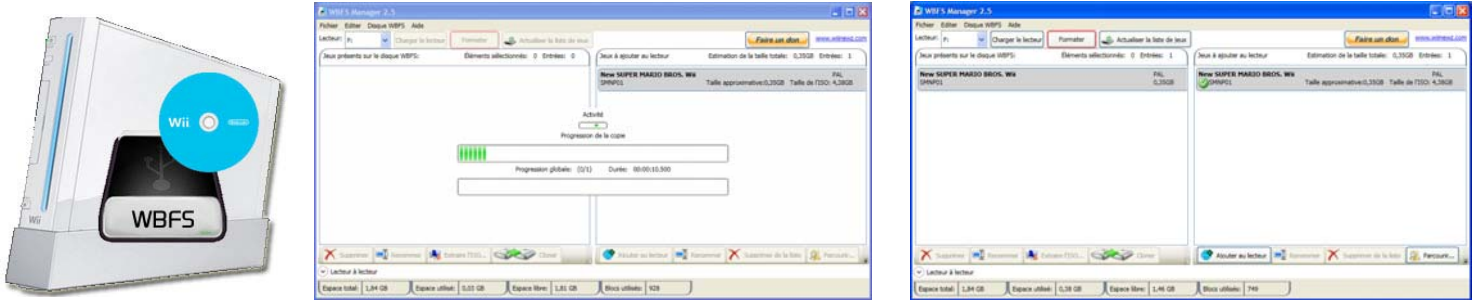 Wii
Nintendo
WBFS
Wii
WBFS Manager 2.5
Fichier Editer Disque WBFS Aide
Lecteur: P: Charger le lecteur Formater Actualiser la liste de jeux
Faire un don
Jeux présents sur le disque WBFS: Éléments sélectionnés: 0 Entrées: 0
Jeux à ajouter au lecteur Estimation de la taille totale: 0,35GB Entrées: 1
New SUPER MARIO BROS. Wii PAL
SMNP01 Taille approximative:0,35GB Taille de l'ISO: 4,38GB
Activité
Progression de la copie
Progression globale: (0/1) Durée: 00:00:10,500
Supprimer Renommer Extraire l'ISO... Cloner
Ajouter au lecteur Renommer Supprimer de la liste Parcourir...
Lecteur à lecteur
Espace total: 1,84 GB Espace utilisé: 0,03 GB Espace libre: 1,81 GB Blocs utilisés: 928
WBFS Manager 2.5
Fichier Editer Disque WBFS Aide
Lecteur: P: Charger le lecteur Formater Actualiser la liste de jeux
Faire un don
Jeux présents sur le disque WBFS: Éléments sélectionnés: 0 Entrées: 1
Jeux à ajouter au lecteur Estimation de la taille totale: 0,35GB Entrées: 1
New SUPER MARIO BROS. Wii PAL
SMNP01 0,35GB
New SUPER MARIO BROS. Wii PAL
SMNP01 Taille approximative:0,35GB Taille de l'ISO: 4,38GB
Supprimer Renommer Extraire l'ISO... Cloner
Ajouter au lecteur Renommer Supprimer de la liste Parcourir...
Lecteur à lecteur
Espace total: 1,84 GB Espace utilisé: 0,38 GB Espace libre: 1,46 GB Blocs utilisés: 749